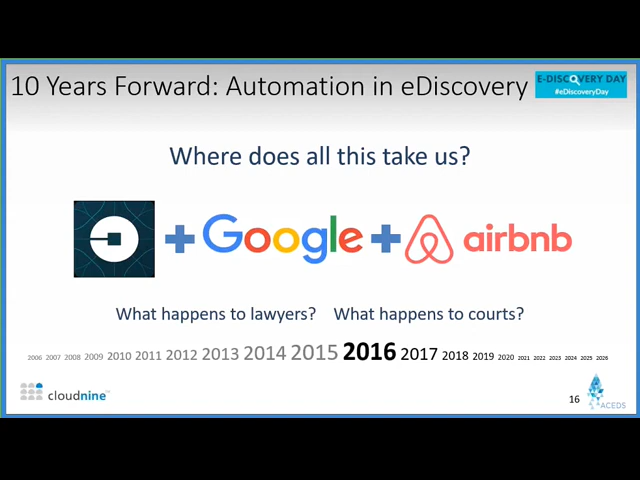 10 Years Forward: Automation in eDiscovery
E-DISCOVERY DAY
#eDiscoveryDay
Where does all this take us?
+ Google + airbnb
What happens to lawyers? What happens to courts?
2006 2007 2008 2009 2010 2011 2012 2013 2014 2015 2016 2017 2018 2019 2020 2021 2022 2023 2024 2025 2026
cloudnine™
16
ACEDS